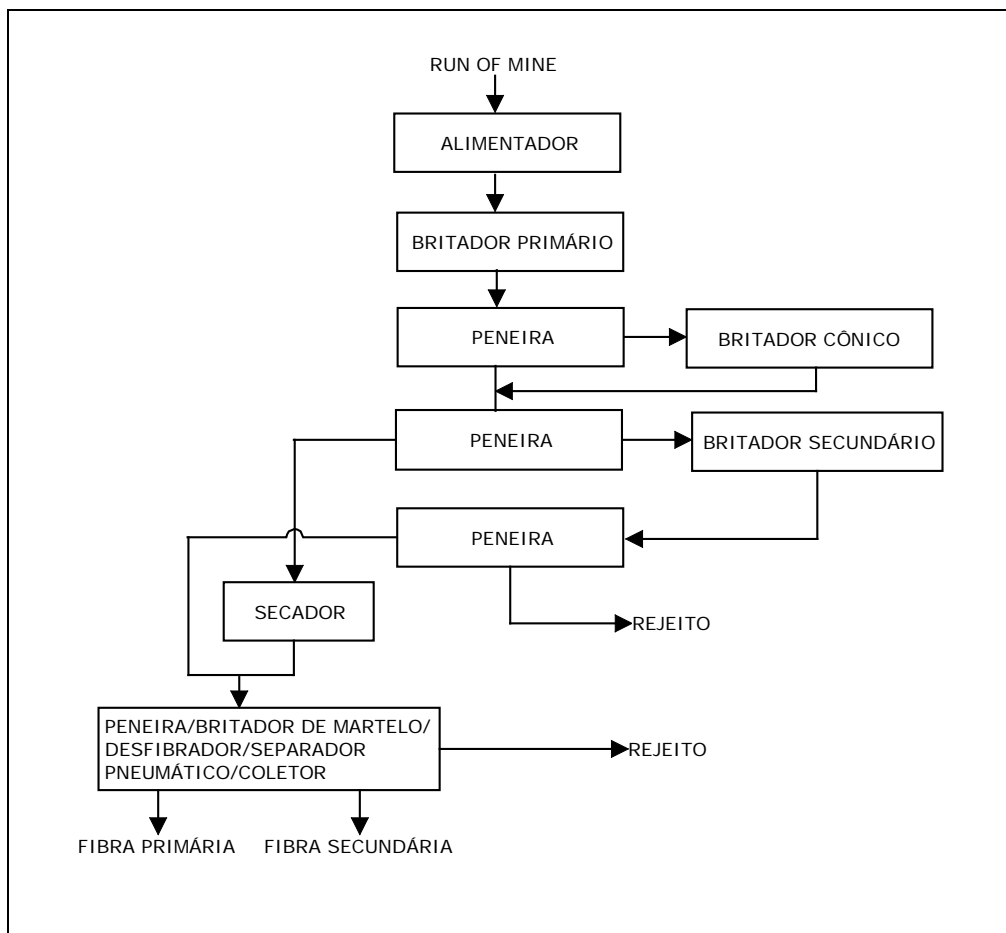 RUN OF MINE
ALIMENTADOR
BRITADOR PRIMÁRIO
PENEIRA
BRITADOR CÔNICO
PENEIRA
BRITADOR SECUNDÁRIO
PENEIRA
SECADOR
REJEITO
PENEIRA/BRITADOR DE MARTELO/
DESFIBRADOR/SEPARADOR
PNEUMÁTICO/COLETOR
REJEITO
FIBRA PRIMÁRIA
FIBRA SECUNDÁRIA